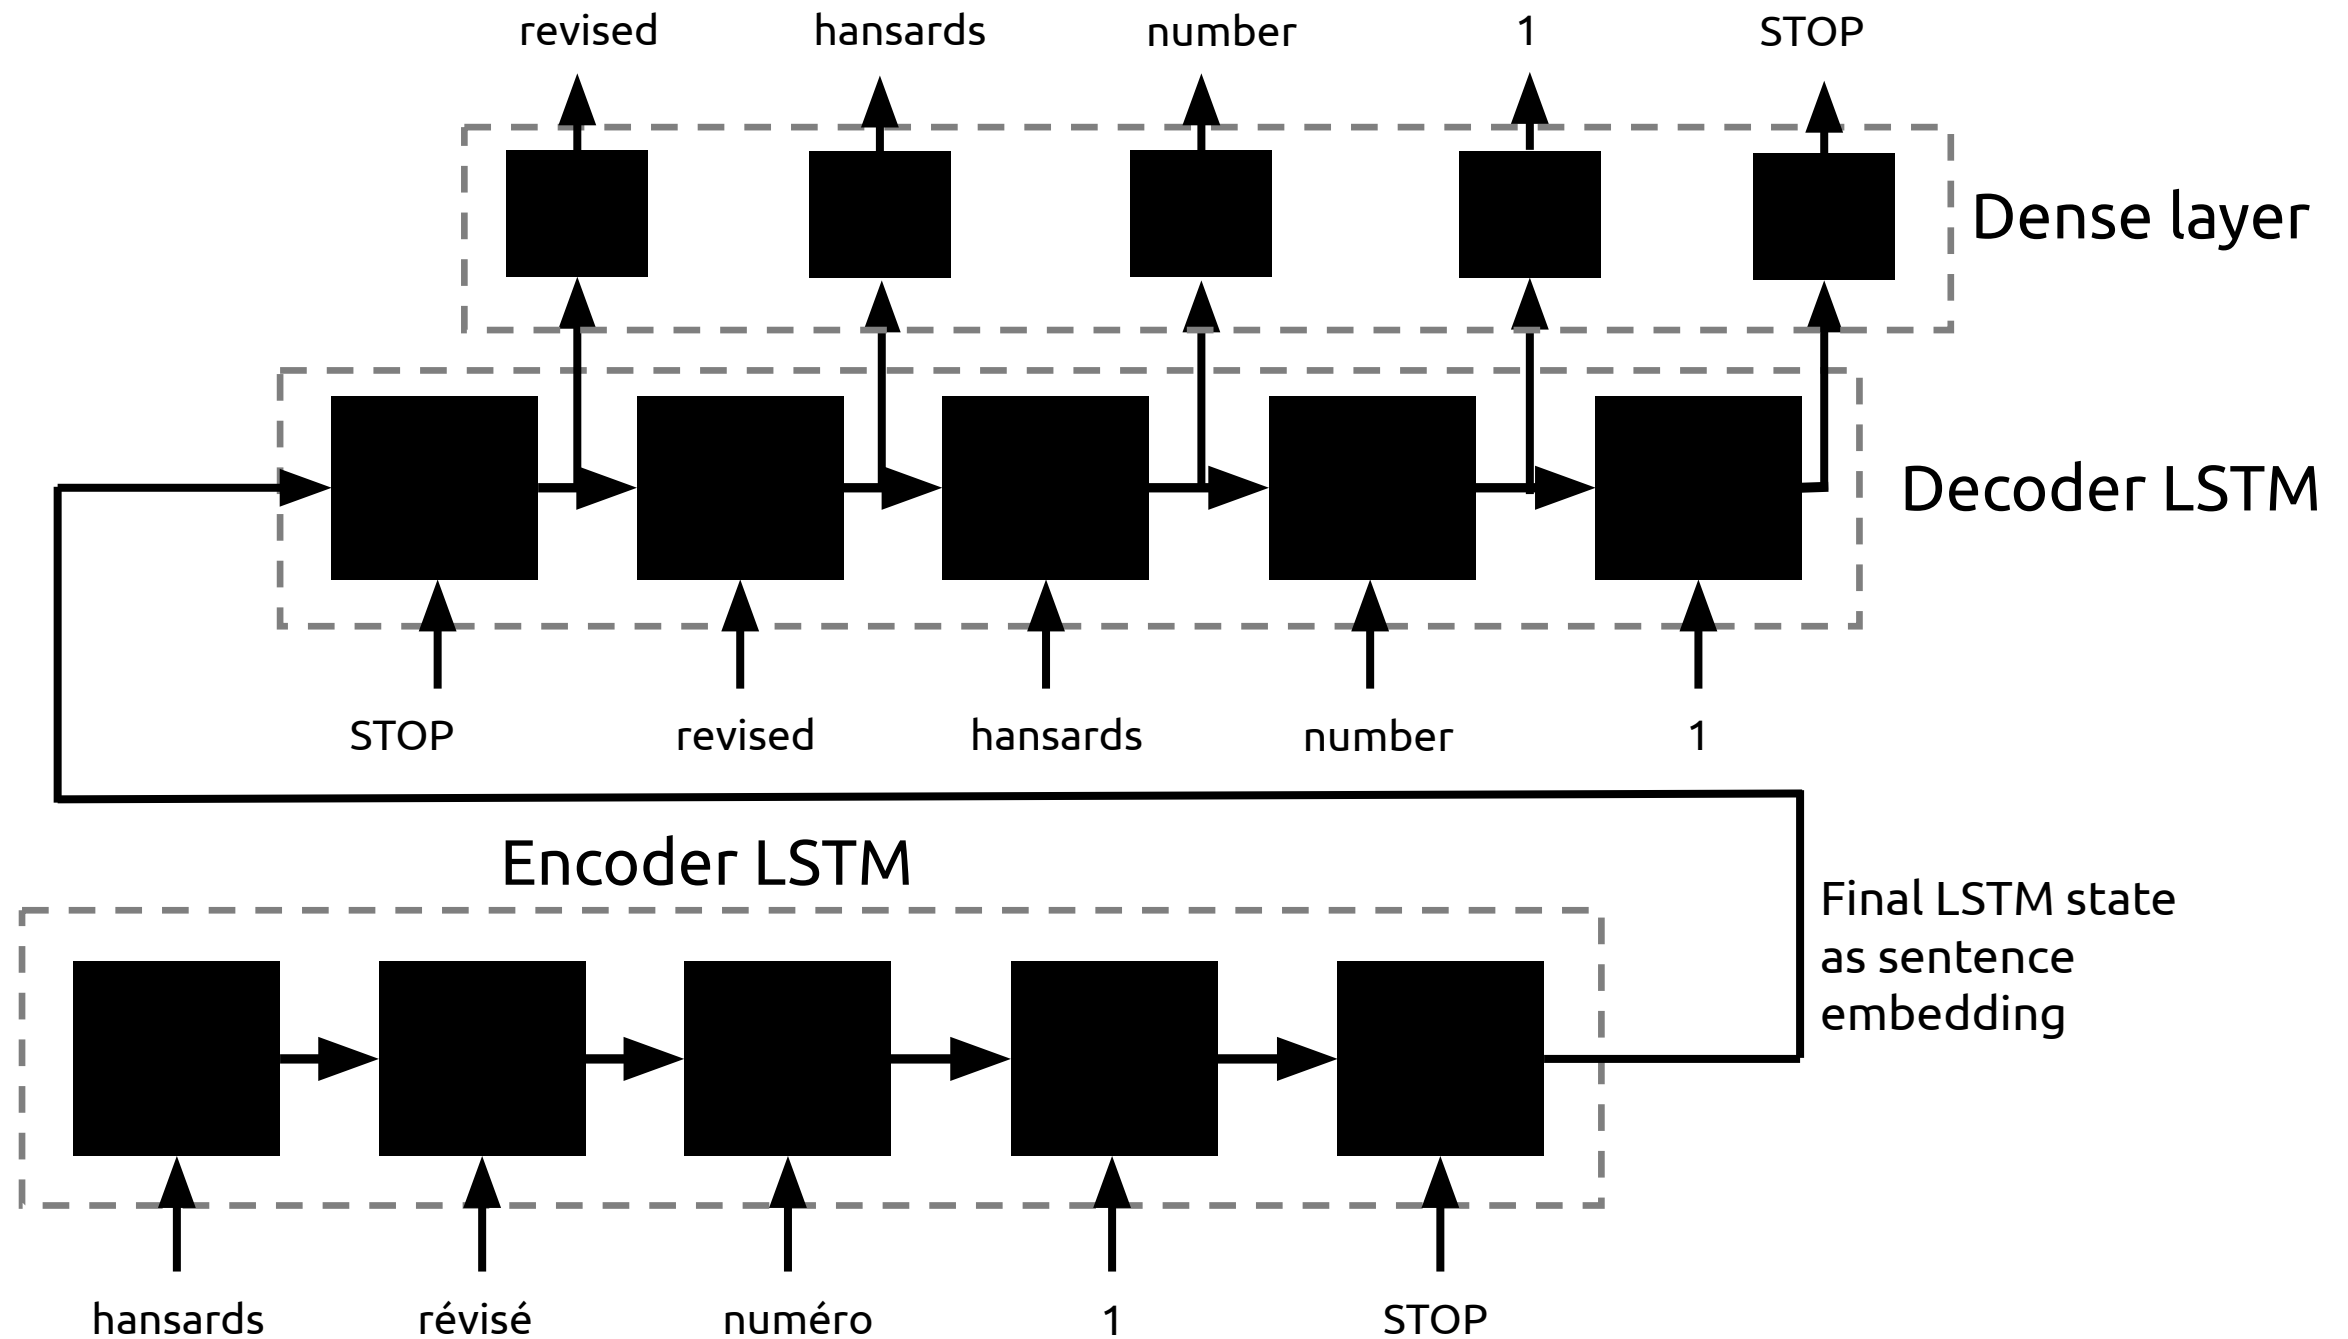 revised hansards number 1 STOP
Dense layer
Decoder LSTM
STOP revised hansards number 1
Encoder LSTM
Final LSTM state
as sentence
embedding
hansards révisé numéro 1 STOP